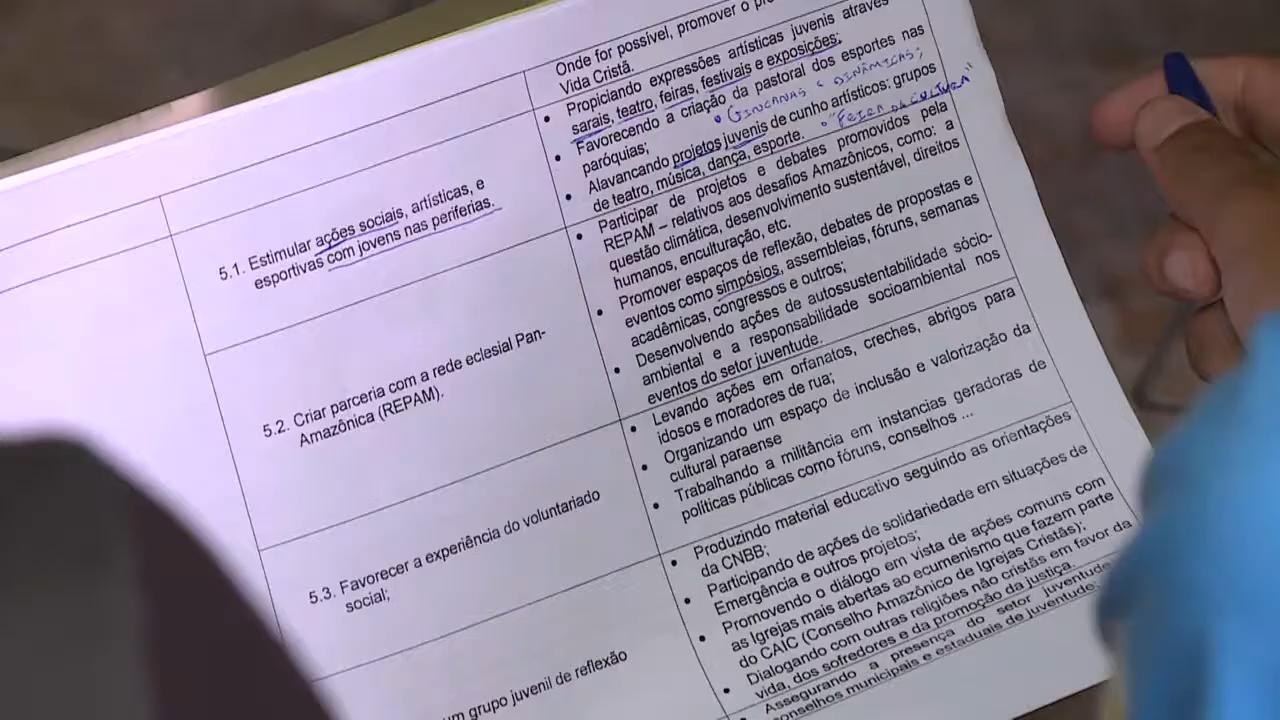 Onde for possível, promover o
Vida Cristã.
• Propiciando expressões artísticas juvenis através
sarais, teatro, feiras, festivais e exposições;
• Favorecendo a criação da pastoral dos esportes nas
paróquias;
• GINCANAS e DINÂMICAS;
• Alavancando projetos juvenis de cunho artísticos: grupos
de teatro, música, dança, esporte.
• "FEIRA DA CULTURA"
5.1. Estimular ações sociais, artísticas, e
esportivas com jovens nas periferias.
• Participar de projetos e debates promovidos pela
REPAM – relativos aos desafios Amazônicos, como: a
questão climática, desenvolvimento sustentável, direitos
humanos, enculturação, etc.
• Promover espaços de reflexão, debates de propostas e
eventos como simpósios, assembleias, fóruns, semanas
acadêmicas, congressos e outros;
• Desenvolvendo ações de autossustentabilidade sócio-
ambiental e a responsabilidade socioambiental nos
eventos do setor juventude.
5.2. Criar parceria com a rede eclesial Pan-
Amazônica (REPAM).
• Levando ações em orfanatos, creches, abrigos para
idosos e moradores de rua;
• Organizando um espaço de inclusão e valorização da
cultural paraense
• Trabalhando a militância em instancias geradoras de
políticas públicas como fóruns, conselhos ...
5.3. Favorecer a experiência do voluntariado
social;
• Produzindo material educativo seguindo as orientações
da CNBB;
• Participando de ações de solidariedade em situações de
Emergência e outros projetos;
• Promovendo o diálogo em vista de ações comuns com
as Igrejas mais abertas ao ecumenismo que fazem parte
do CAIC (Conselho Amazônico de Igrejas Cristãs);
• Dialogando com outras religiões não cristãs em favor da
vida, dos sofredores e da promoção da justiça.
• Assegurando a presença do setor juventude
conselhos municipais e estaduais de juventude;
um grupo juvenil de reflexão